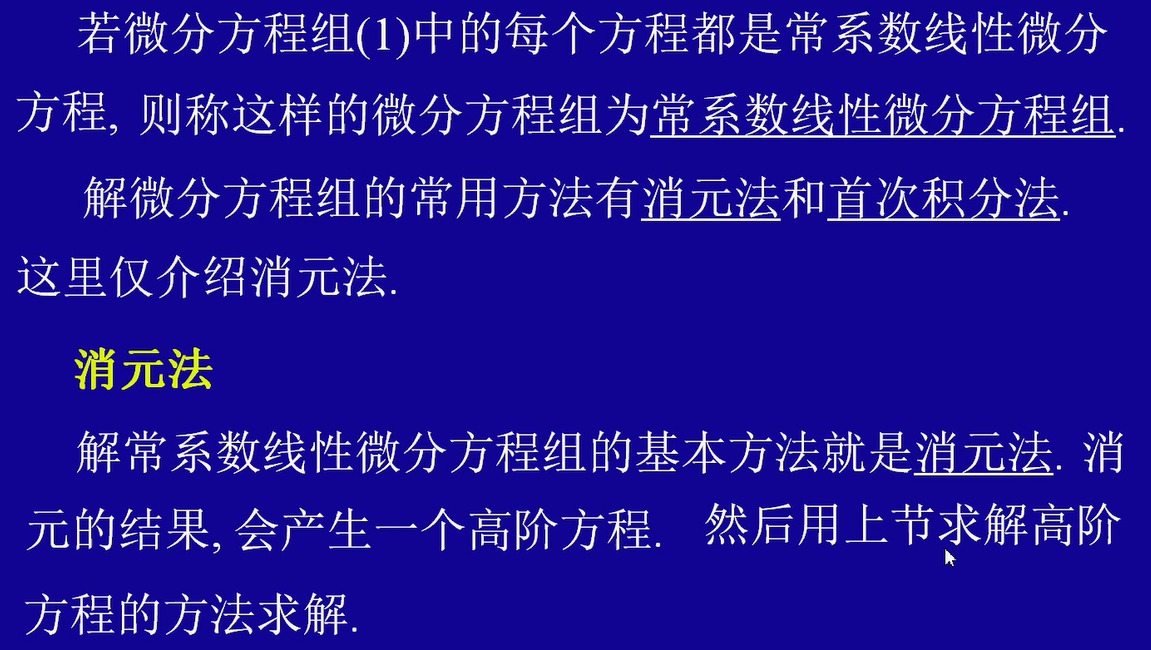 若微分方程组(1)中的每个方程都是常系数线性微分
方程, 则称这样的微分方程组为常系数线性微分方程组.
解微分方程组的常用方法有消元法和首次积分法.
这里仅介绍消元法.
消元法
解常系数线性微分方程组的基本方法就是消元法. 消
元的结果, 会产生一个高阶方程. 然后用上节求解高阶
方程的方法求解.